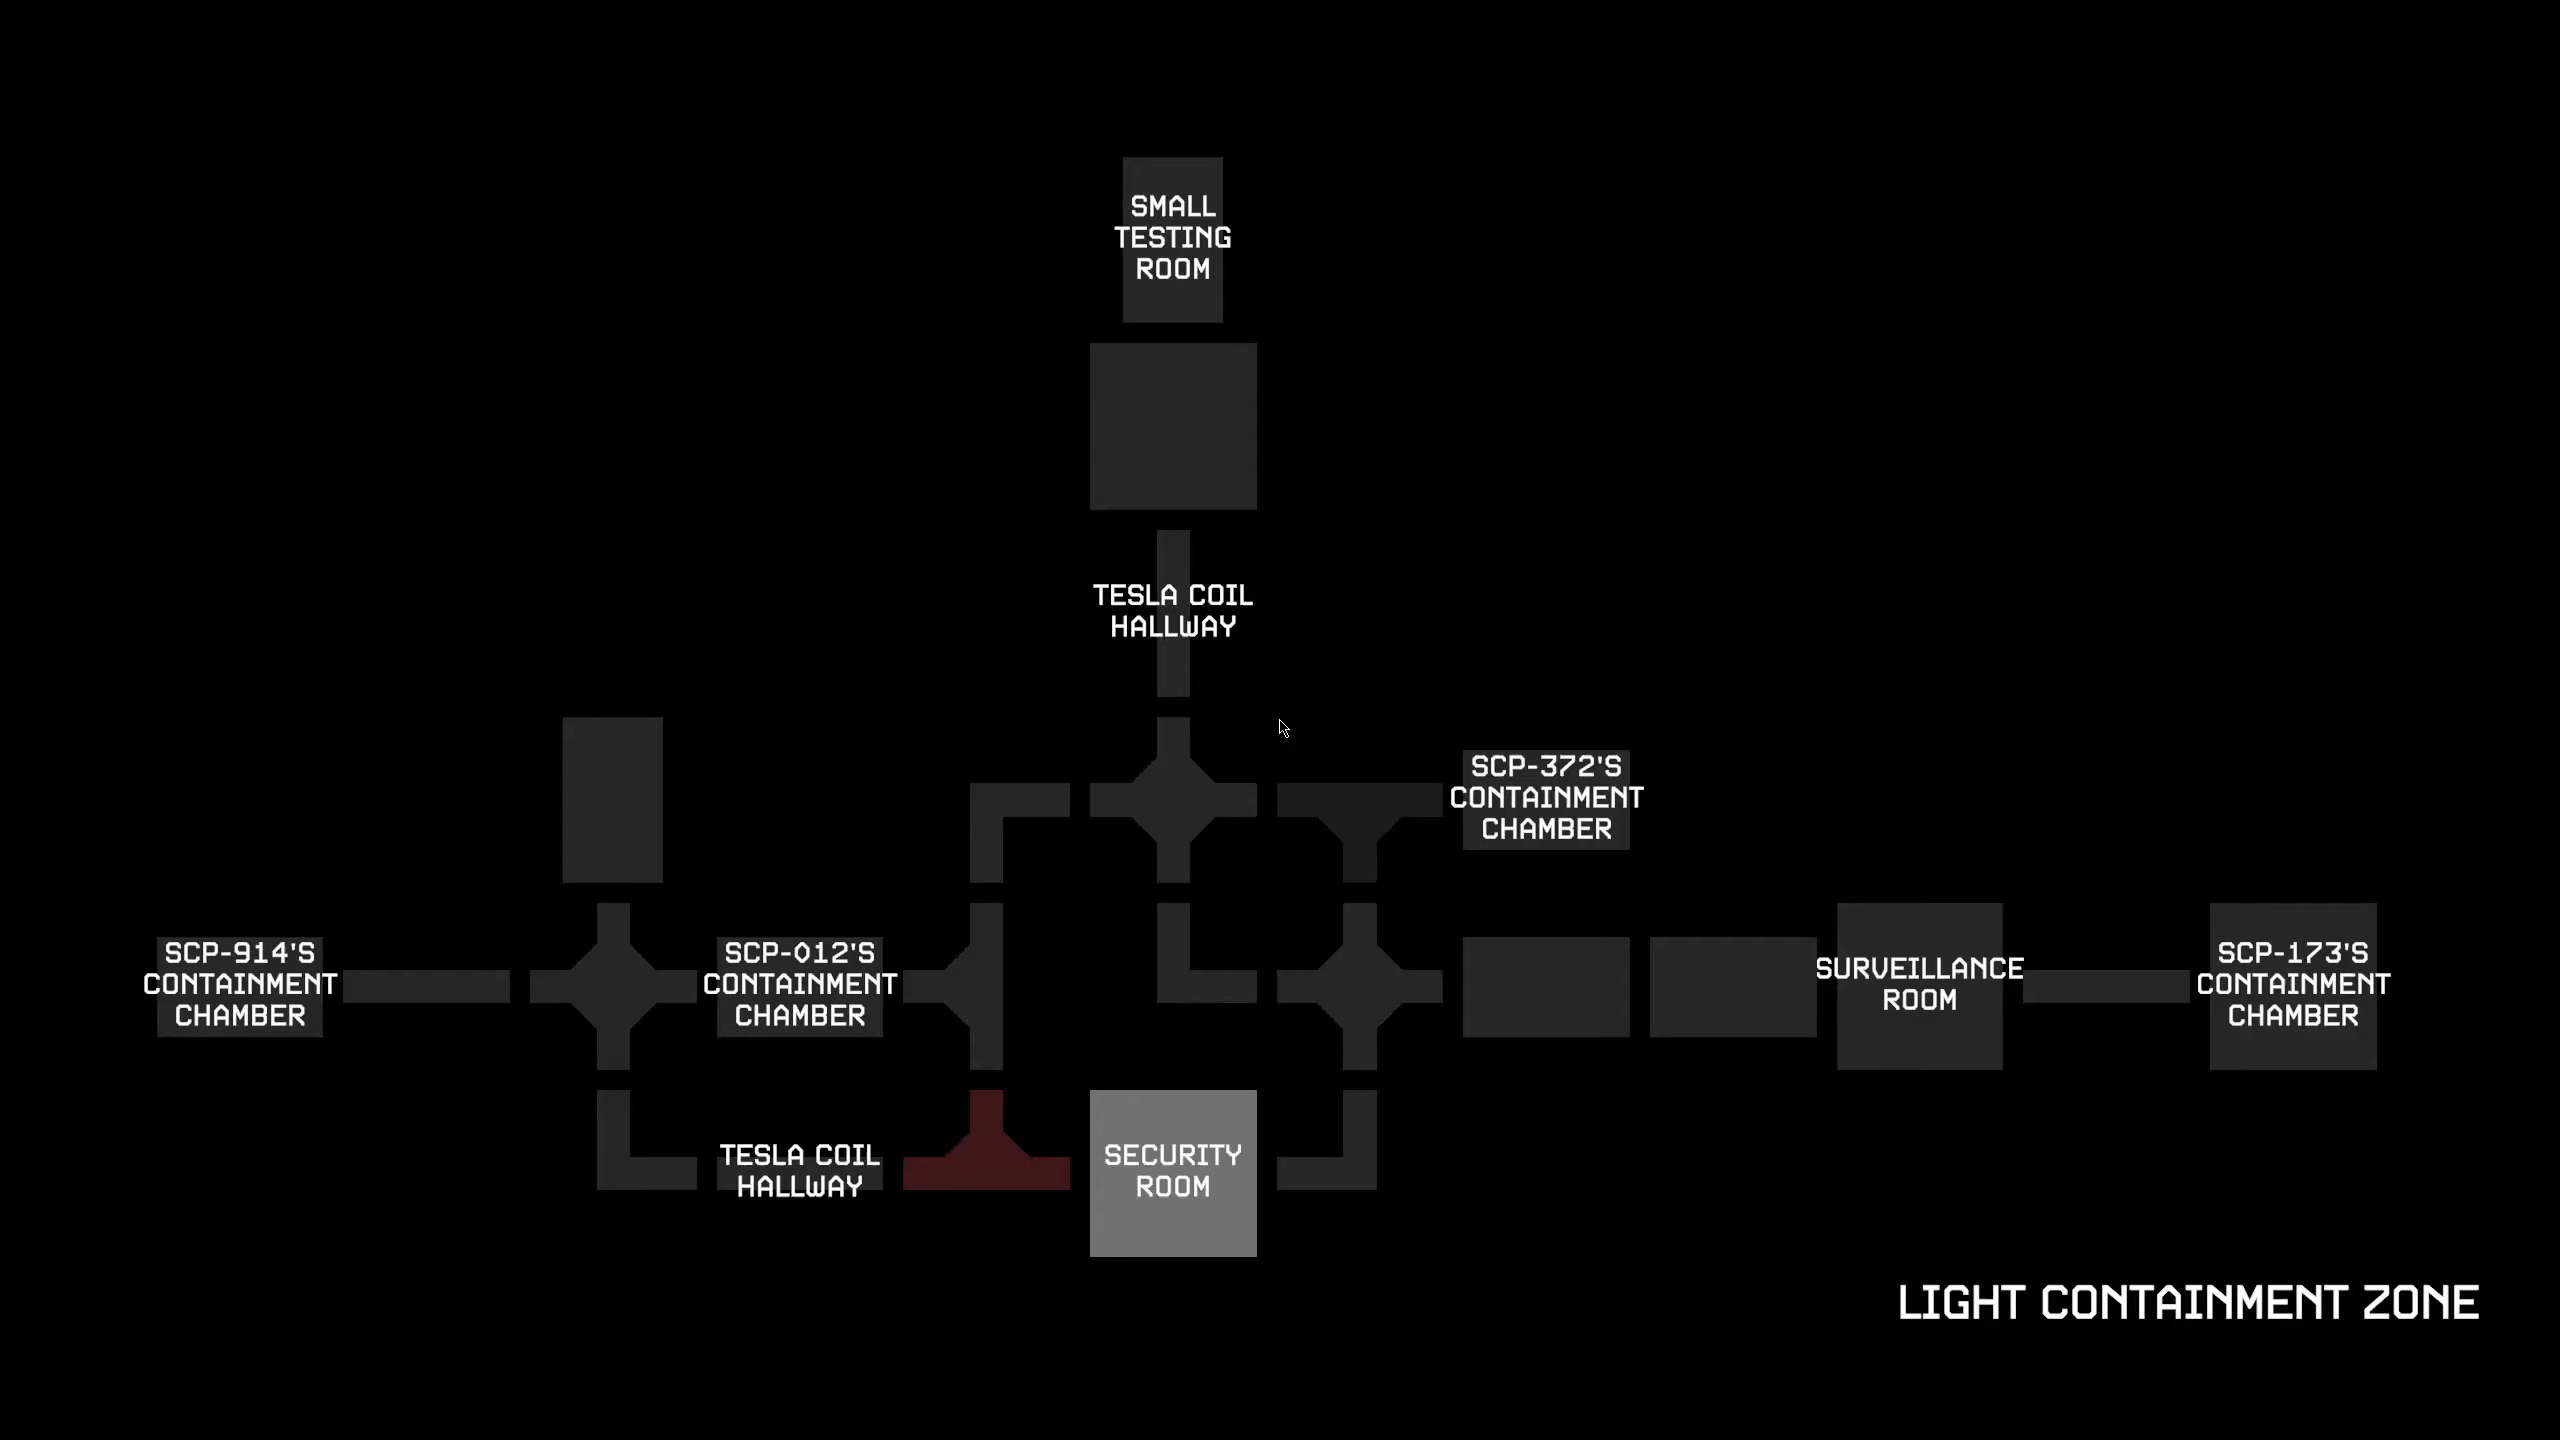 SMALL
TESTING
ROOM
TESLA COIL
HALLWAY
SCP-372'S
CONTAINMENT
CHAMBER
SCP-914'S
CONTAINMENT
CHAMBER
SCP-012'S
CONTAINMENT
CHAMBER
SURVEILLANCE
ROOM
SCP-173'S
CONTAINMENT
CHAMBER
TESLA COIL
HALLWAY
SECURITY
ROOM
LIGHT CONTAINMENT ZONE